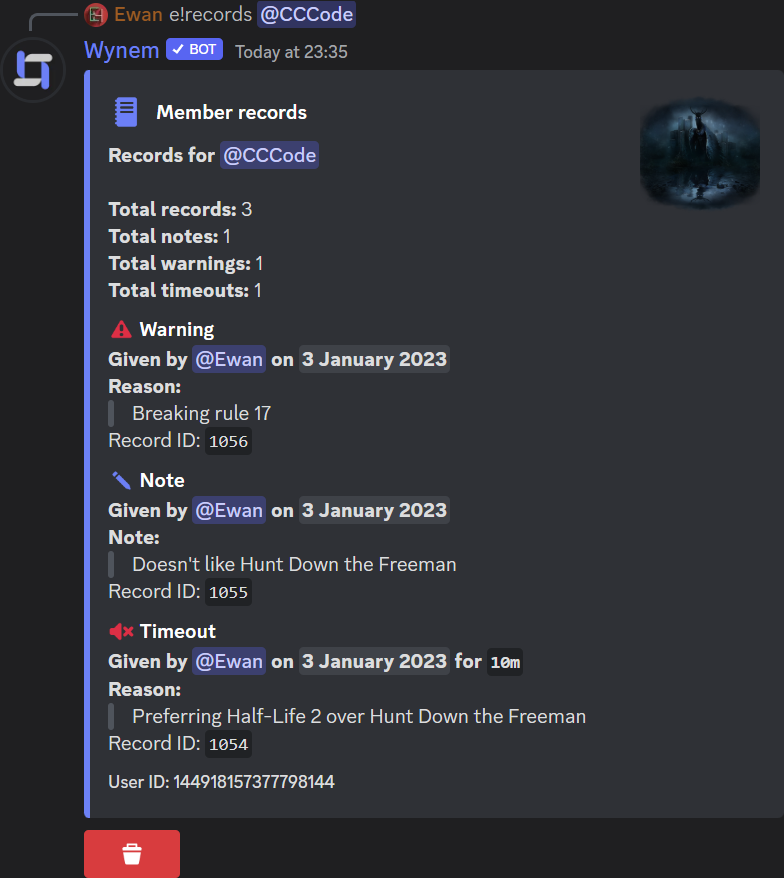 Ewan e!records @CCCode
Wynem ✓ BOT Today at 23:35
Member records
Records for @CCCode
Total records: 3
Total notes: 1
Total warnings: 1
Total timeouts: 1
Warning
Given by @Ewan on 3 January 2023
Reason:
Breaking rule 17
Record ID: 1056
Note
Given by @Ewan on 3 January 2023
Note:
Doesn't like Hunt Down the Freeman
Record ID: 1055
Timeout
Given by @Ewan on 3 January 2023 for 10m
Reason:
Preferring Half-Life 2 over Hunt Down the Freeman
Record ID: 1054
User ID: 144918157377798144